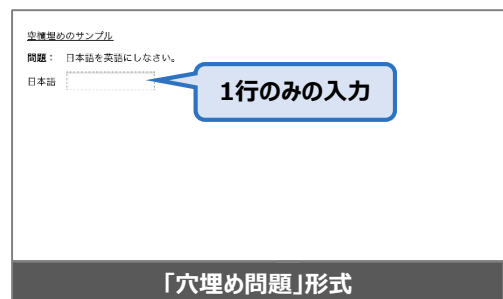 空欄埋めのサンプル
問題： 日本語を英語にしなさい。
日本語
1行のみの入力
「穴埋め問題」形式